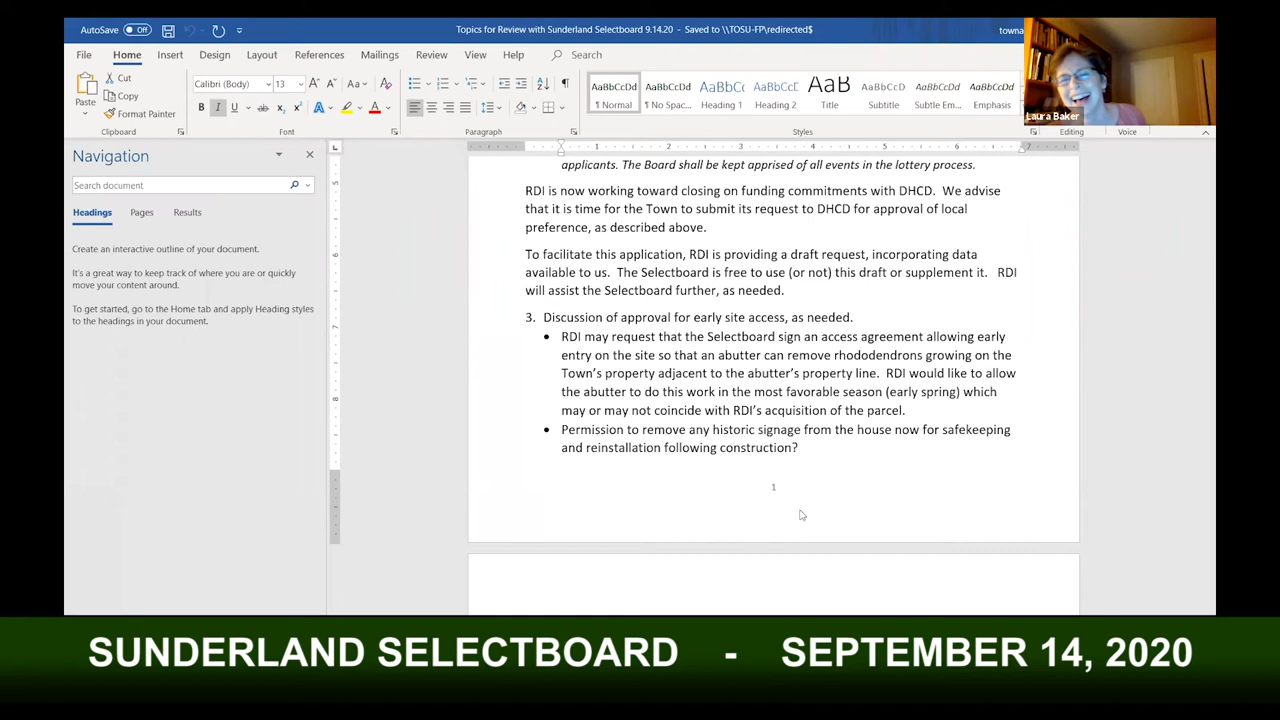 AutoSave Off
Topics for Review with Sunderland Selectboard 9.14.20 - Saved to \\TOSU-FP\redirected$
towna
File Home Insert Draw Design Layout References Mailings Review View Help Search
Paste
Cut
Copy
Format Painter
Calibri (Body) 13
Clipboard Font Paragraph Styles Editing Voice
AaBbCcDd AaBbCcDd AaBbC AaBbCcD AaB AaBbCcD AaBbCcDd AaBbCcDd
¶ Normal ¶ No Spac... Heading 1 Heading 2 Title Subtitle Subtle Em... Emphasis
Laura Baker
Navigation
Search document
Headings Pages Results
Create an interactive outline of your document.
It's a great way to keep track of where you are or quickly
move your content around.
To get started, go to the Home tab and apply Heading styles
to the headings in your document.
1 2 3 4 5 6 7
5
6
7
8
applicants. The Board shall be kept apprised of all events in the lottery process.
RDI is now working toward closing on funding commitments with DHCD. We advise
that it is time for the Town to submit its request to DHCD for approval of local
preference, as described above.
To facilitate this application, RDI is providing a draft request, incorporating data
available to us. The Selectboard is free to use (or not) this draft or supplement it. RDI
will assist the Selectboard further, as needed.
3. Discussion of approval for early site access, as needed.
• RDI may request that the Selectboard sign an access agreement allowing early
entry on the site so that an abutter can remove rhododendrons growing on the
Town's property adjacent to the abutter's property line. RDI would like to allow
the abutter to do this work in the most favorable season (early spring) which
may or may not coincide with RDI's acquisition of the parcel.
• Permission to remove any historic signage from the house now for safekeeping
and reinstallation following construction?
1
SUNDERLAND SELECTBOARD - SEPTEMBER 14, 2020